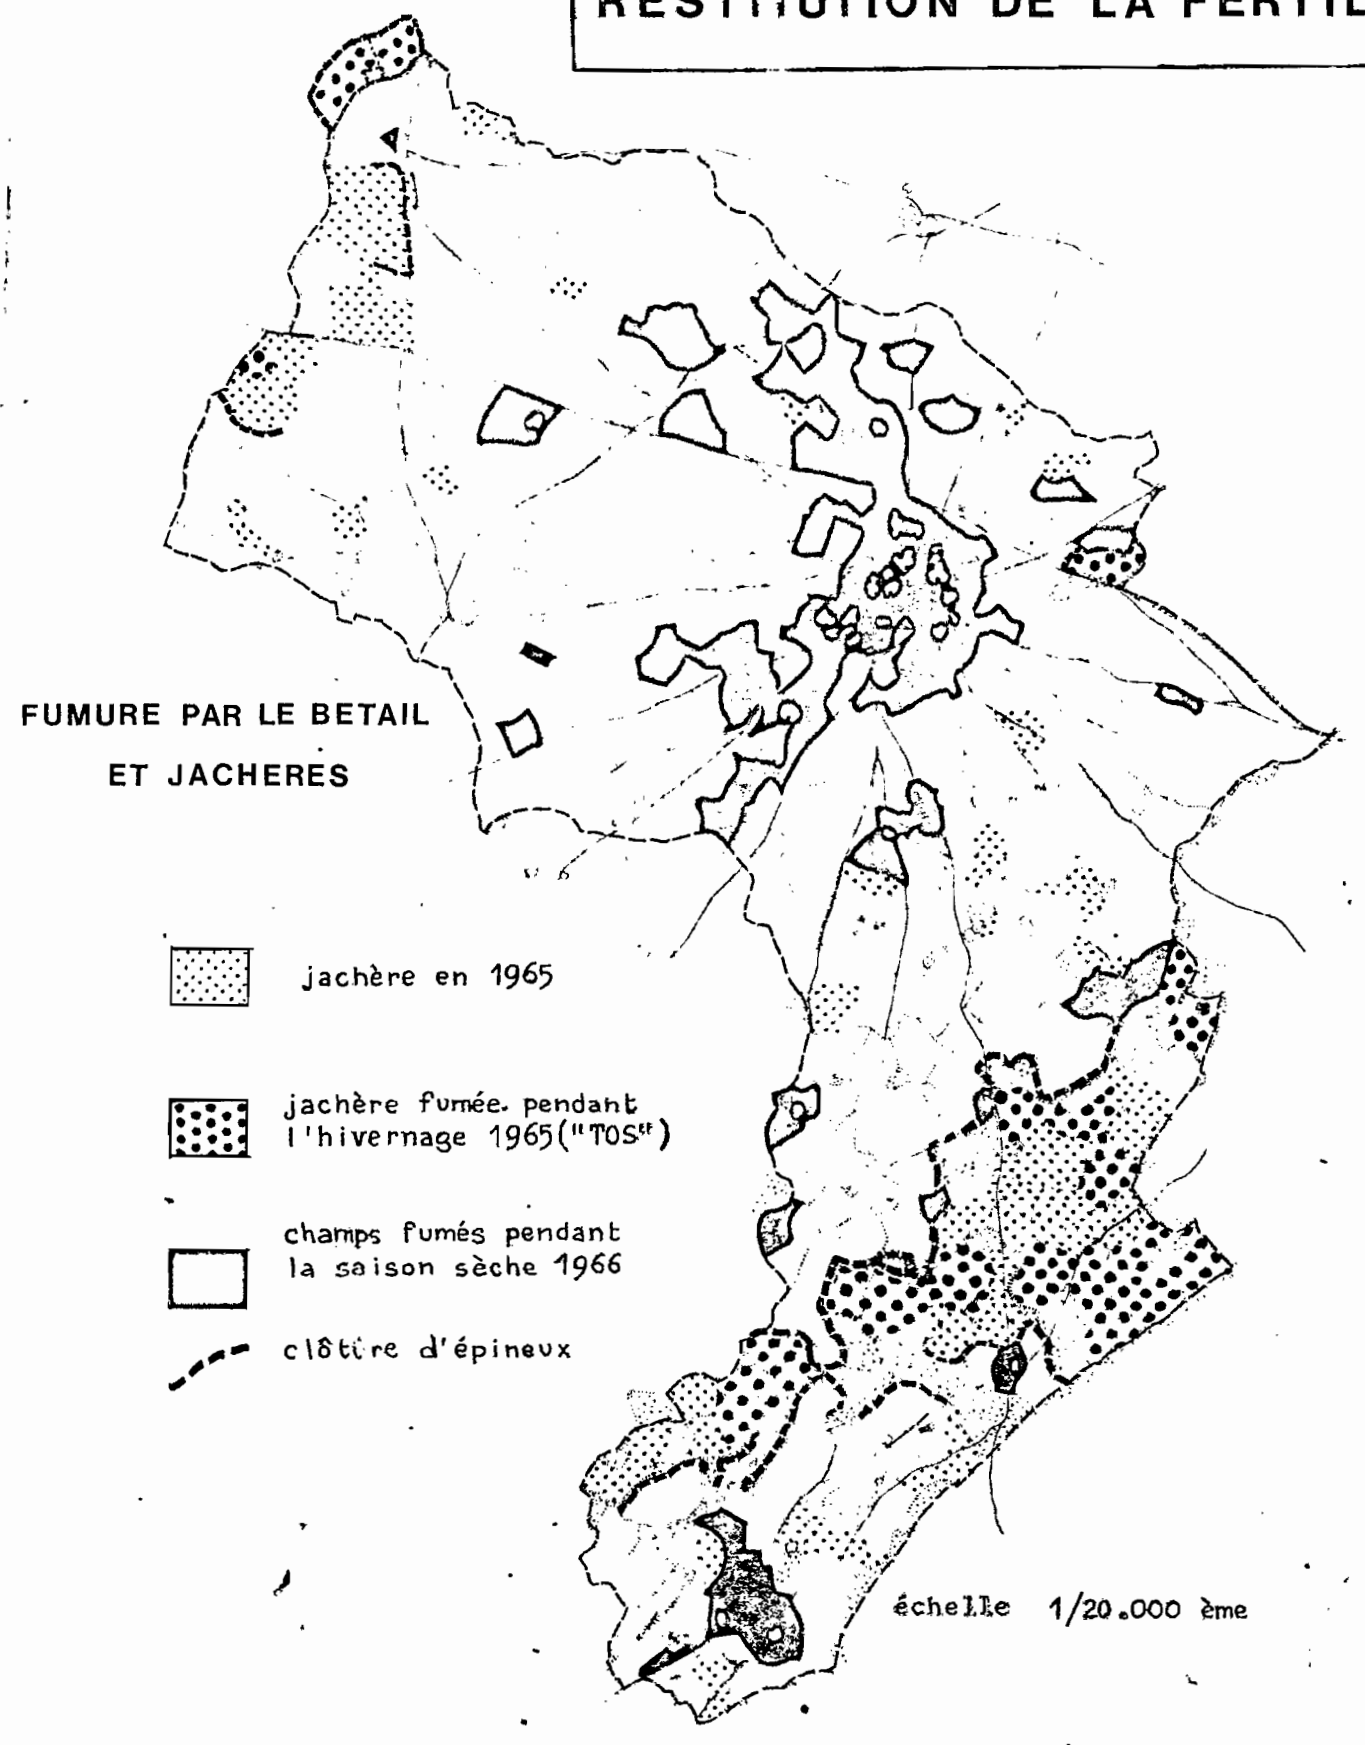 RESTITUTION DE LA FERTIL
FUMURE PAR LE BETAIL
ET JACHERES
jachère en 1965
jachère fumée. pendant
l'hivernage 1965("TOS")
champs fumés pendant
la saison sèche 1966
clôture d'épineux
échelle 1/20.000 ème